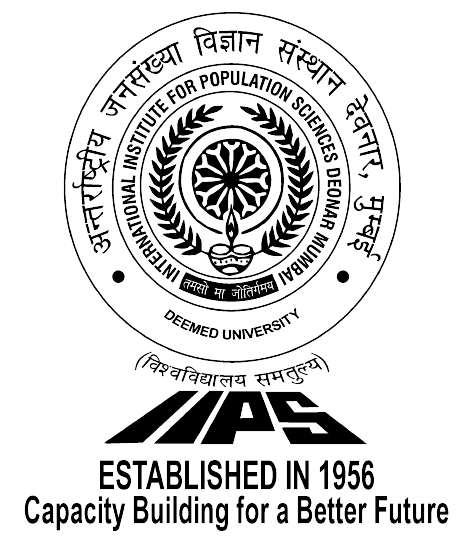 अन्तर्राष्ट्रीय जनसंख्या विज्ञान संस्थान देवनार, मुम्बई
INTERNATIONAL INSTITUTE FOR POPULATION SCIENCES DEONAR MUMBAI
तमसो मा जोतिर्गमय
DEEMED UNIVERSITY
(विश्वविद्यालय समतुल्य)
IIPS
ESTABLISHED IN 1956
Capacity Building for a Better Future